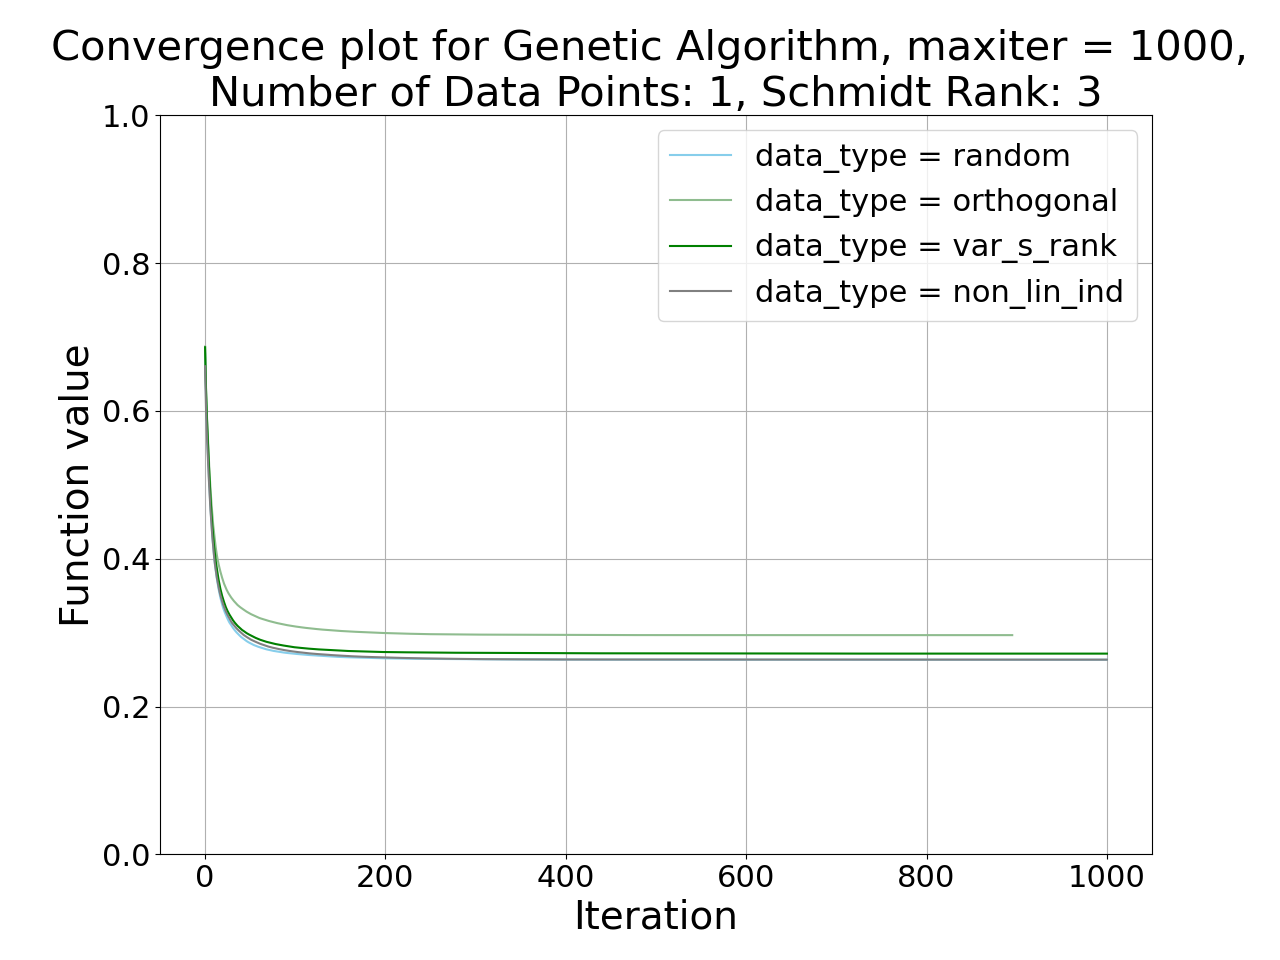 Convergence plot for Genetic Algorithm, maxiter = 1000,
Number of Data Points: 1, Schmidt Rank: 3
1.0
0.8
0.6
0.4
0.2
0.0
Function value
data_type = random
data_type = orthogonal
data_type = var_s_rank
data_type = non_lin_ind
0 200 400 600 800 1000
Iteration